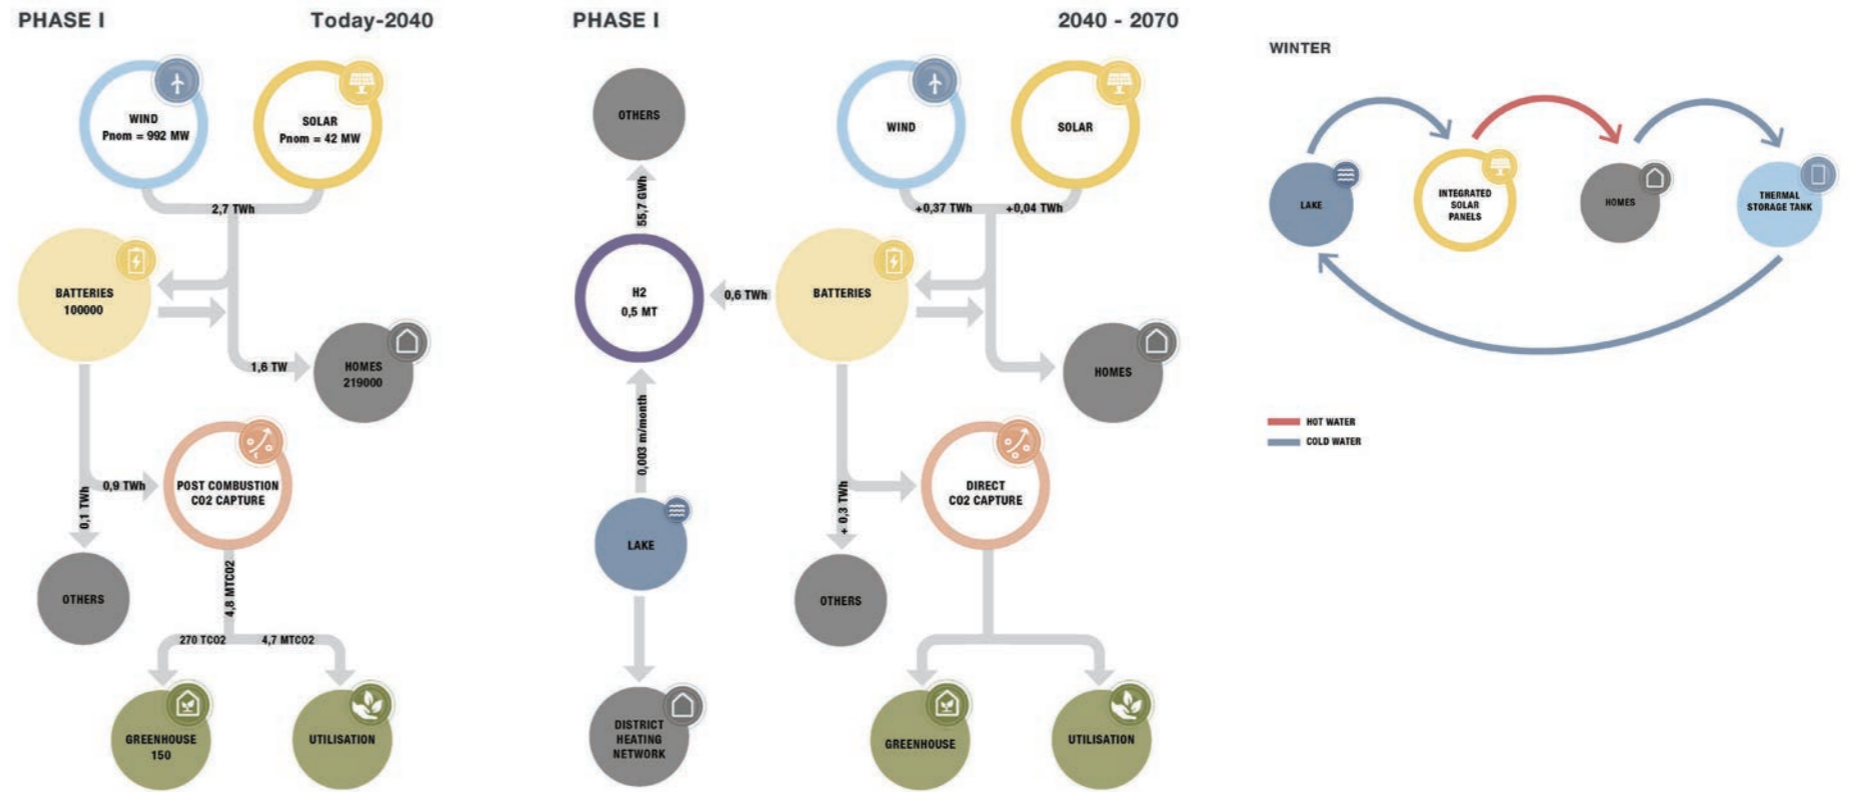 PHASE I
Today-2040
WIND
Pnom = 992 MW
SOLAR
Pnom = 42 MW
2,7 TWh
BATTERIES
100000
1,6 TW
HOMES
219000
POST COMBUSTION
CO2 CAPTURE
0,9 TWh
0,1 TWh
OTHERS
4,8 MTCO2
270 TCO2
4,7 MTCO2
GREENHOUSE
150
UTILISATION
PHASE I
2040 - 2070
OTHERS
WIND
SOLAR
55,7 GWh
+0,37 TWh
+0,04 TWh
H2
0,5 MT
0,6 TWh
BATTERIES
HOMES
0,003 m/month
DIRECT
CO2 CAPTURE
+ 0,3 TWh
LAKE
OTHERS
DISTRICT
HEATING
NETWORK
GREENHOUSE
UTILISATION
WINTER
LAKE
INTEGRATED
SOLAR
PANELS
HOMES
THERMAL
STORAGE TANK
HOT WATER
COLD WATER